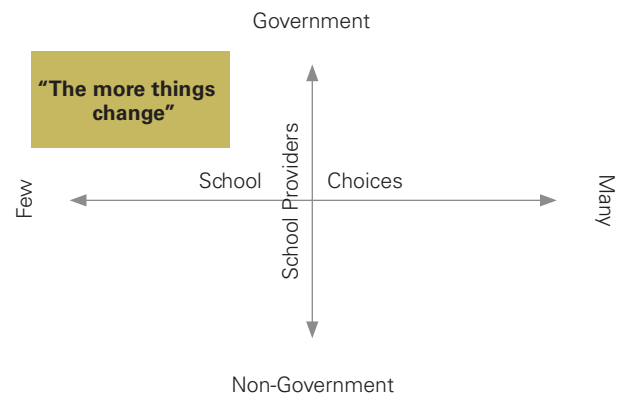 Government
“The more things
change”
School Choices
School Providers
Few
Many
Non-Government